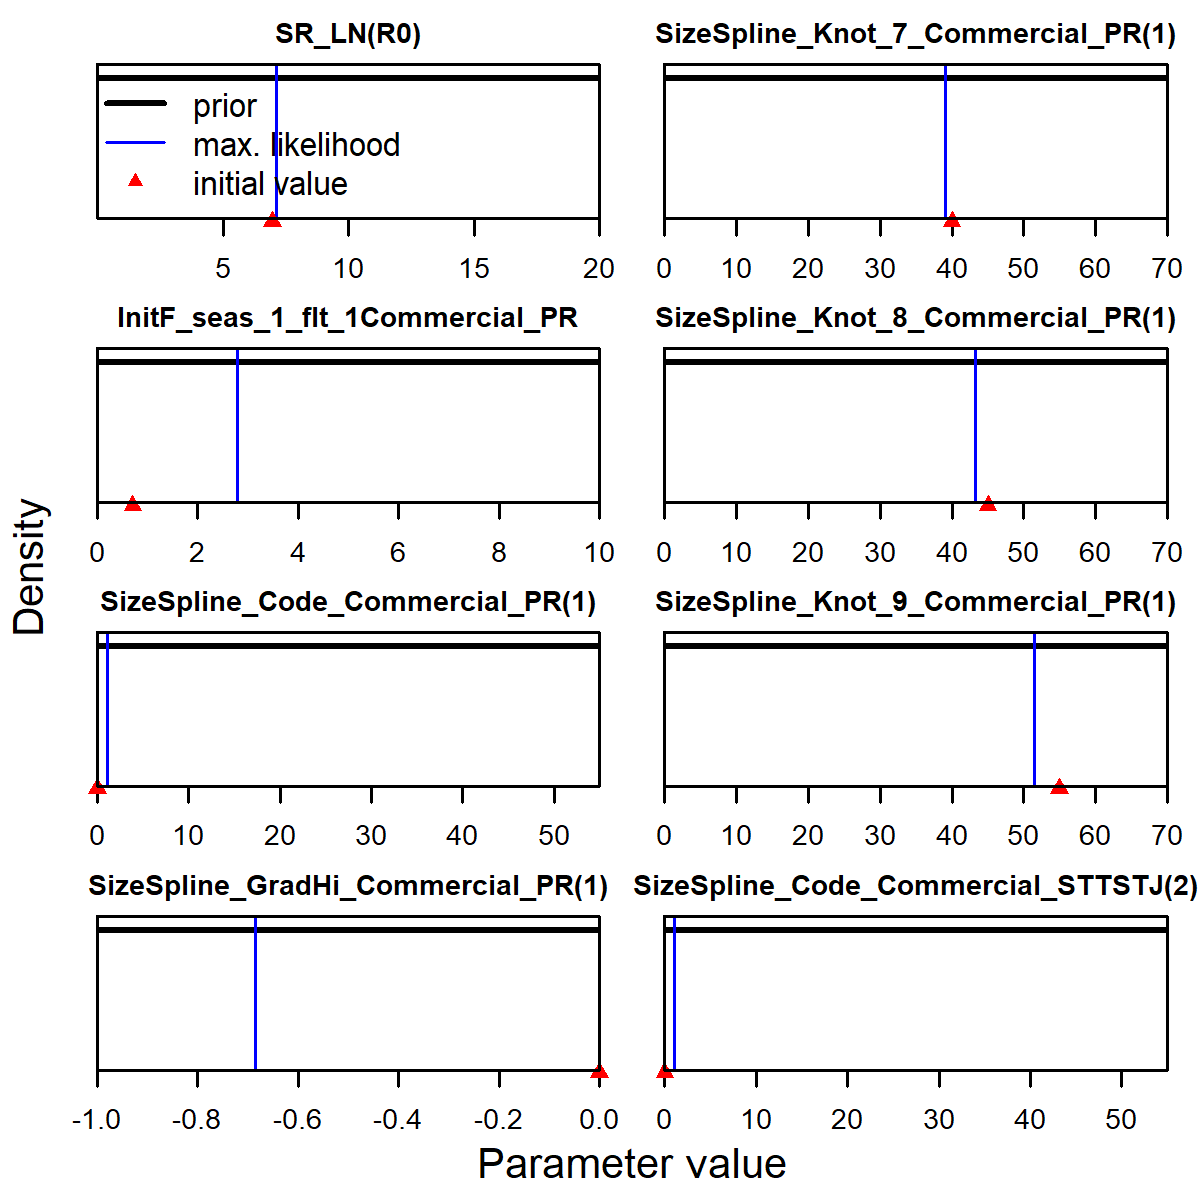 SR_LN(R0)
prior
max. likelihood
initial value
5 10 15 20
SizeSpline_Knot_7_Commercial_PR(1)
0 10 20 30 40 50 60 70
InitF_seas_1_flt_1Commercial_PR
0 2 4 6 8 10
SizeSpline_Knot_8_Commercial_PR(1)
0 10 20 30 40 50 60 70
SizeSpline_Code_Commercial_PR(1)
0 10 20 30 40 50
SizeSpline_Knot_9_Commercial_PR(1)
0 10 20 30 40 50 60 70
SizeSpline_GradHi_Commercial_PR(1)
-1.0 -0.8 -0.6 -0.4 -0.2 0.0
SizeSpline_Code_Commercial_STTSTJ(2)
0 10 20 30 40 50
Density
Parameter value